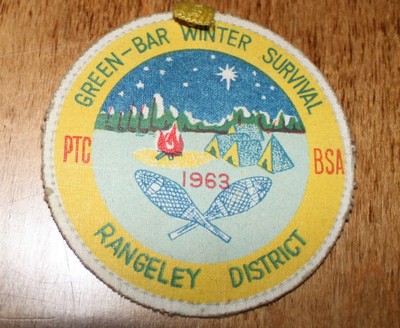 GREEN-BAR WINTER SURVIVAL
PTC
BSA
1963
RANGELEY DISTRICT